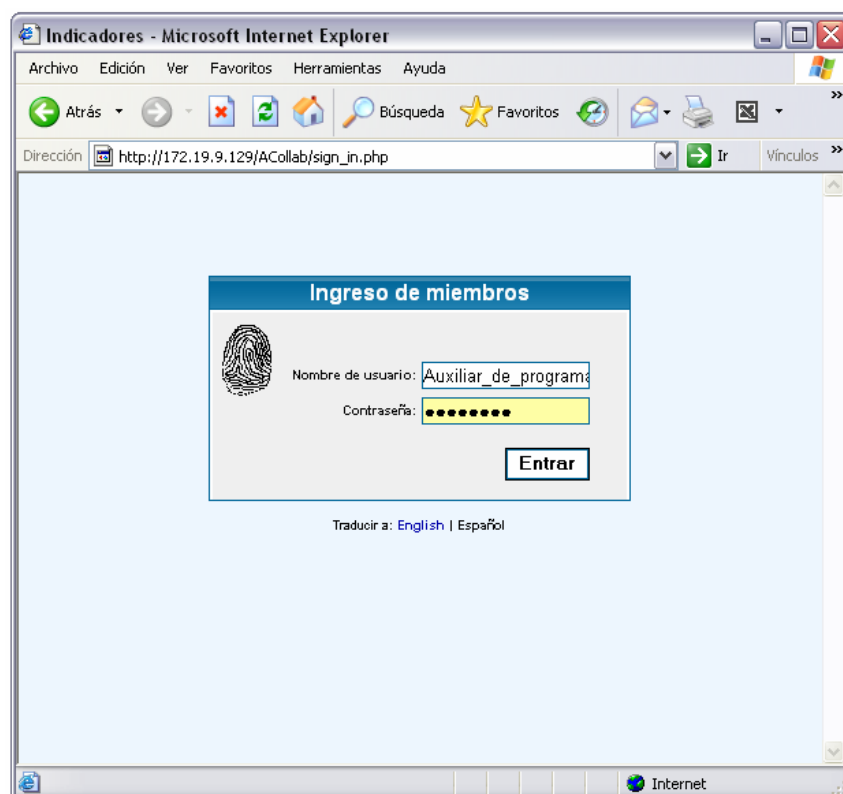 Indicadores - Microsoft Internet Explorer
Archivo Edición Ver Favoritos Herramientas Ayuda
Atrás Búsqueda Favoritos
Dirección http://172.19.9.129/ACollab/sign_in.php Ir Vínculos
Ingreso de miembros
Nombre de usuario: Auxiliar_de_programa
Contraseña: ●●●●●●●●
Entrar
Traducir a: English | Español
Internet